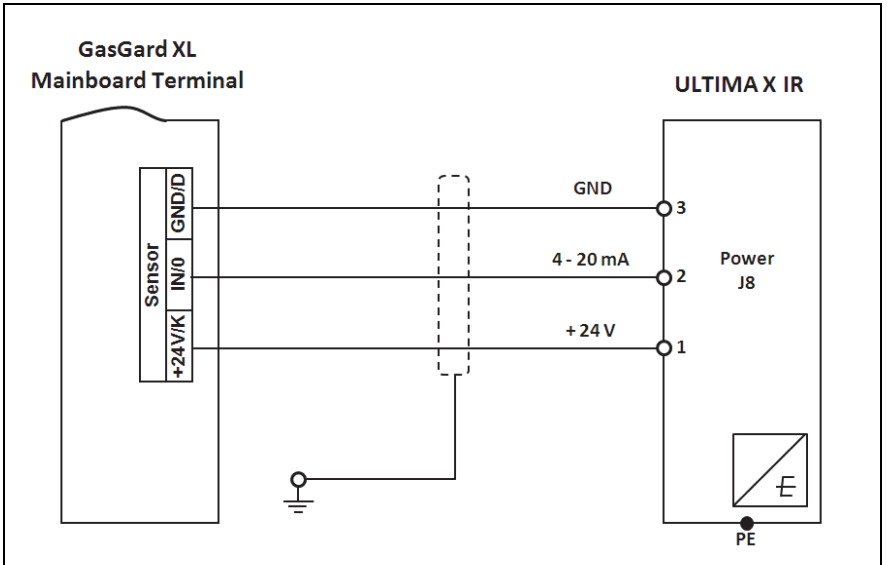 GasGard XL
Mainboard Terminal
ULTIMA X IR
Sensor
GND/D
IN/0
+24V/K
GND
3
4 - 20 mA
2
Power
J8
+ 24 V
1
E
PE